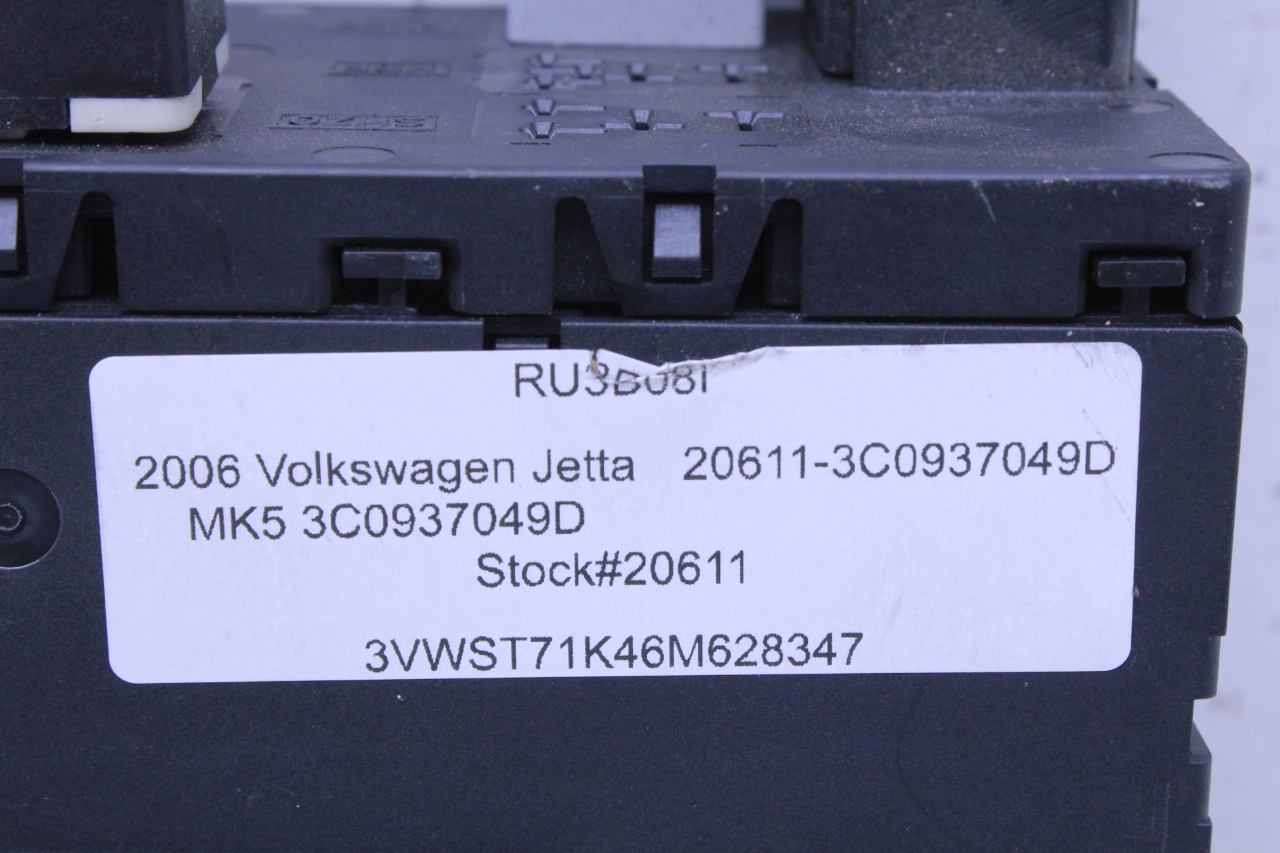 RU3B08I
2006 Volkswagen Jetta 20611-3C0937049D
MK5 3C0937049D
Stock#20611
3VWST71K46M628347